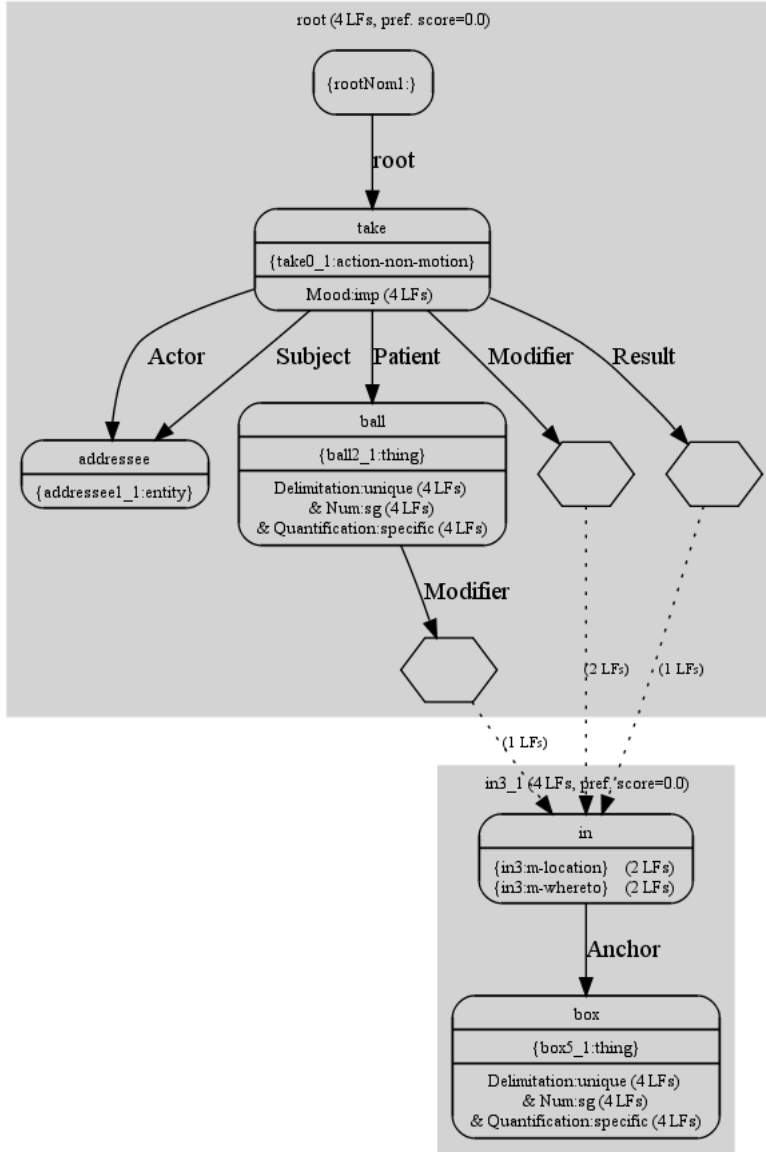 root (4 LFs, pref. score=0.0)
{rootNom1:}
root
take
{take0_1:action-non-motion}
Mood:imp (4 LFs)
Actor
Subject
Patient
Modifier
Result
addressee
{addressee1_1:entity}
ball
{ball2_1:thing}
Delimitation:unique (4 LFs)
& Num:sg (4 LFs)
& Quantification:specific (4 LFs)
Modifier
(2 LFs)
(1 LFs)
(1 LFs)
in3_1 (4 LFs, pref. score=0.0)
in
{in3:m-location} (2 LFs)
{in3:m-whereto} (2 LFs)
Anchor
box
{box5_1:thing}
Delimitation:unique (4 LFs)
& Num:sg (4 LFs)
& Quantification:specific (4 LFs)